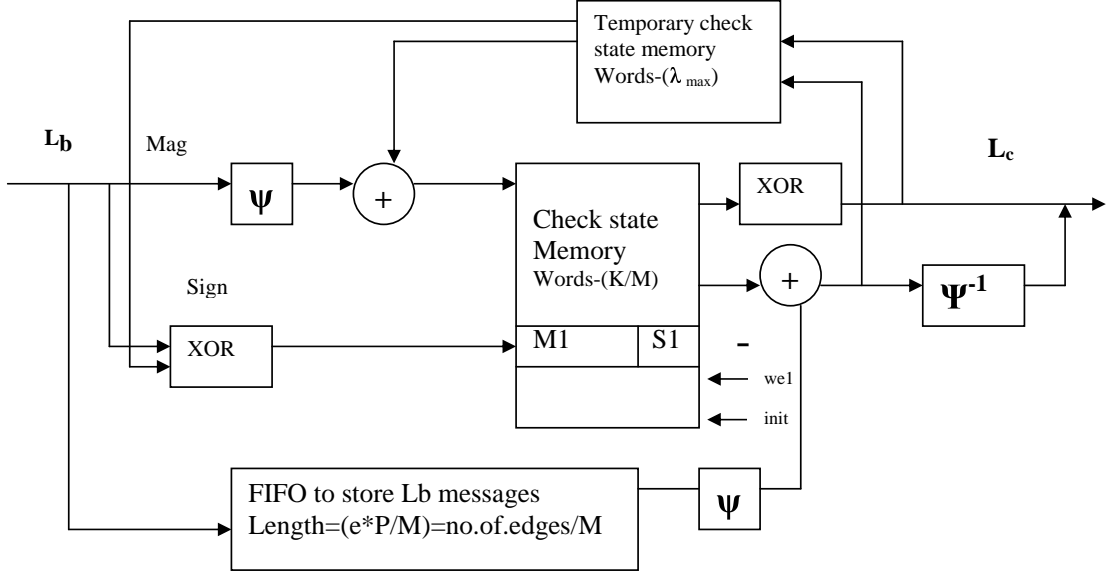 Temporary check
state memory
Words-(λ max)
Lb
Mag
Lc
ψ
+
XOR
Check state
Memory
Words-(K/M)
+
Ψ-1
Sign
XOR
M1
S1
-
we1
init
FIFO to store Lb messages
Length=(e*P/M)=no.of.edges/M
ψ